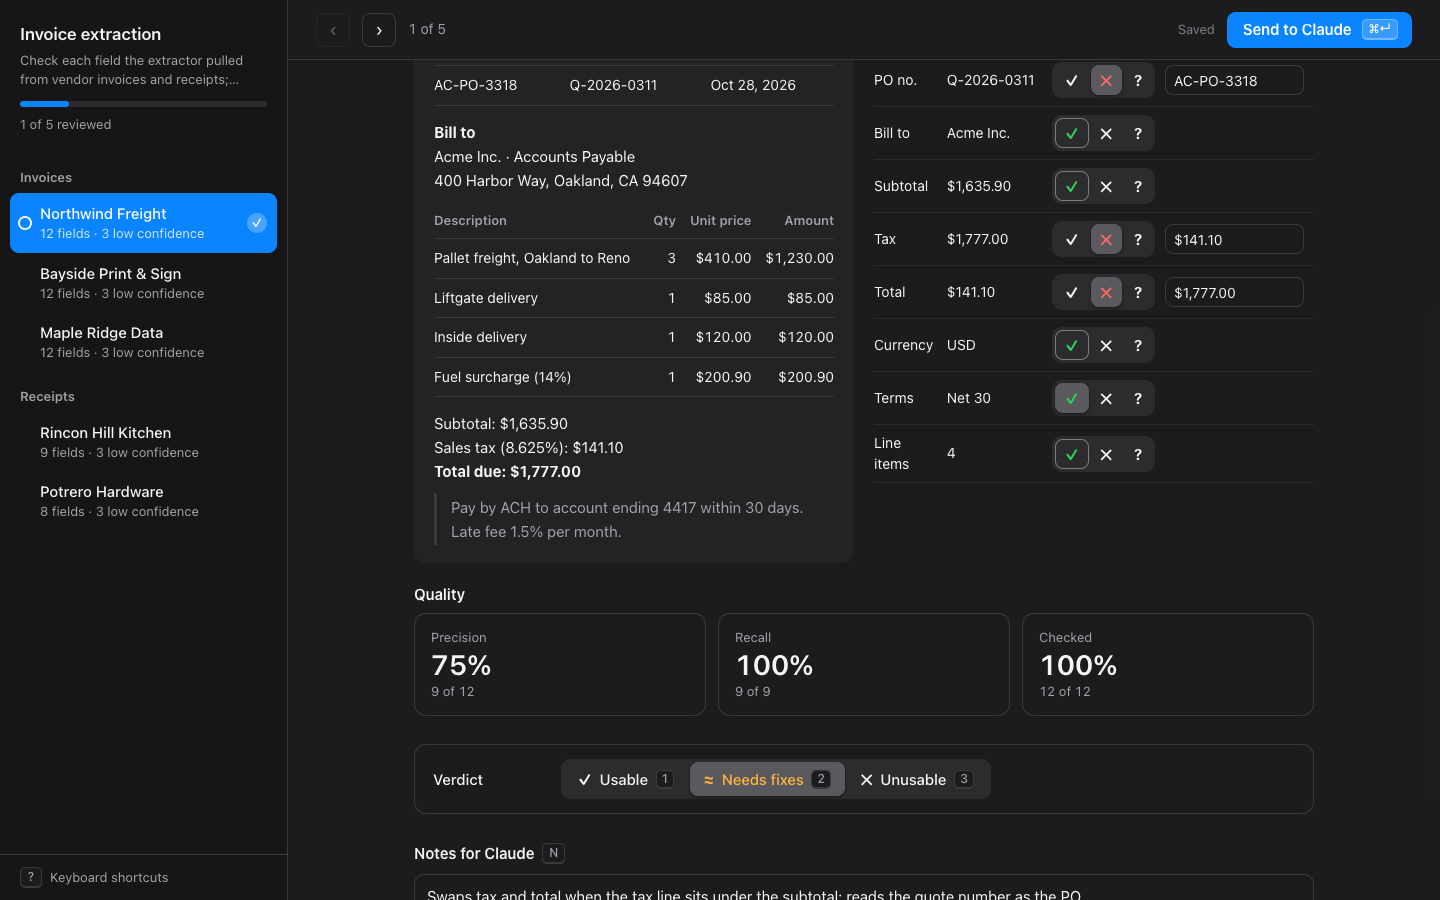 Invoice extraction
Check each field the extractor pulled
from vendor invoices and receipts;...
1 of 5 reviewed
Invoices
Northwind Freight
12 fields · 3 low confidence
Bayside Print & Sign
12 fields · 3 low confidence
Maple Ridge Data
12 fields · 3 low confidence
Receipts
Rincon Hill Kitchen
9 fields · 3 low confidence
Potrero Hardware
8 fields · 3 low confidence
? Keyboard shortcuts
‹ › 1 of 5
Saved Send to Claude ⌘↵
AC-PO-3318 Q-2026-0311 Oct 28, 2026
Bill to
Acme Inc. · Accounts Payable
400 Harbor Way, Oakland, CA 94607
Description Qty Unit price Amount
Pallet freight, Oakland to Reno 3 $410.00 $1,230.00
Liftgate delivery 1 $85.00 $85.00
Inside delivery 1 $120.00 $120.00
Fuel surcharge (14%) 1 $200.90 $200.90
Subtotal: $1,635.90
Sales tax (8.625%): $141.10
Total due: $1,777.00
Pay by ACH to account ending 4417 within 30 days.
Late fee 1.5% per month.
PO no. Q-2026-0311 ✓ ✕ ? AC-PO-3318
Bill to Acme Inc. ✓ ✕ ?
Subtotal $1,635.90 ✓ ✕ ?
Tax $1,777.00 ✓ ✕ ? $141.10
Total $141.10 ✓ ✕ ? $1,777.00
Currency USD ✓ ✕ ?
Terms Net 30 ✓ ✕ ?
Line
items 4 ✓ ✕ ?
Quality
Precision
75%
9 of 12
Recall
100%
9 of 9
Checked
100%
12 of 12
Verdict ✓ Usable 1 ≈ Needs fixes 2 ✕ Unusable 3
Notes for Claude N
Swaps tax and total when the tax line sits under the subtotal; reads the quote number as the PO.